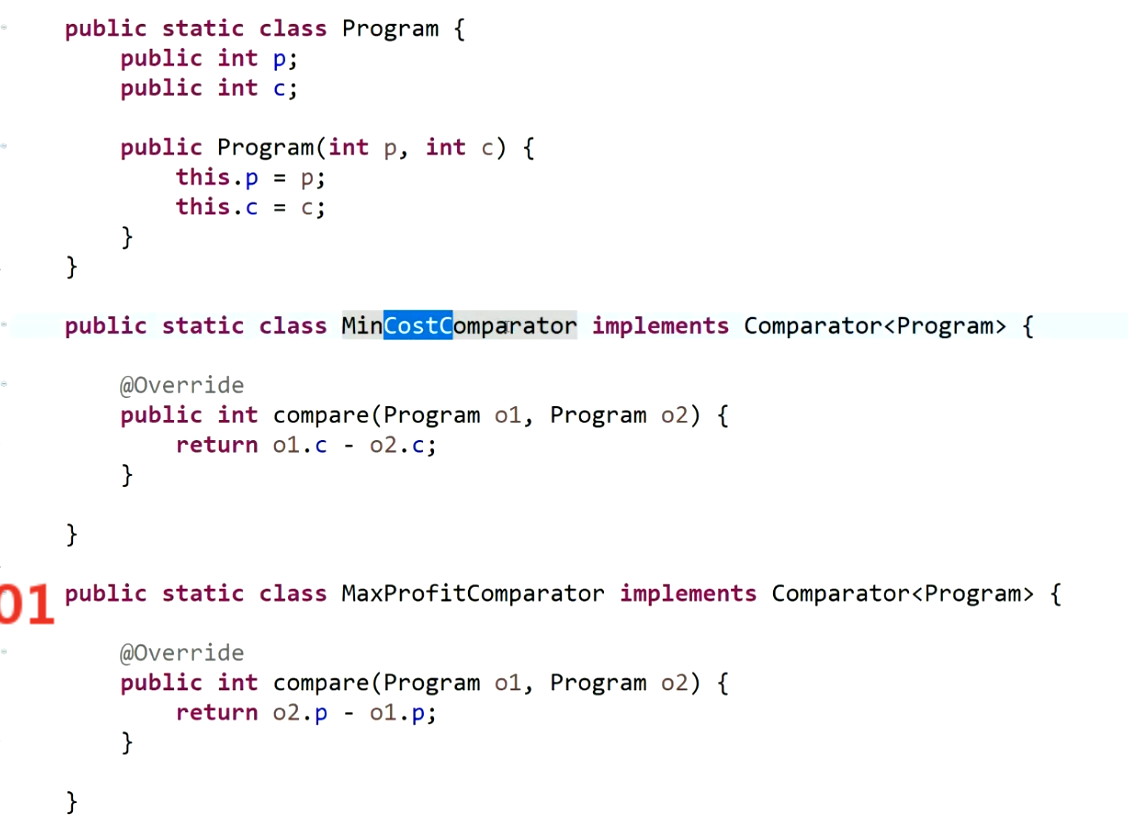 public static class Program {
public int p;
public int c;
public Program(int p, int c) {
this.p = p;
this.c = c;
}
}
public static class MinCostComparator implements Comparator<Program> {
@Override
public int compare(Program o1, Program o2) {
return o1.c - o2.c;
}
}
01
public static class MaxProfitComparator implements Comparator<Program> {
@Override
public int compare(Program o1, Program o2) {
return o2.p - o1.p;
}
}